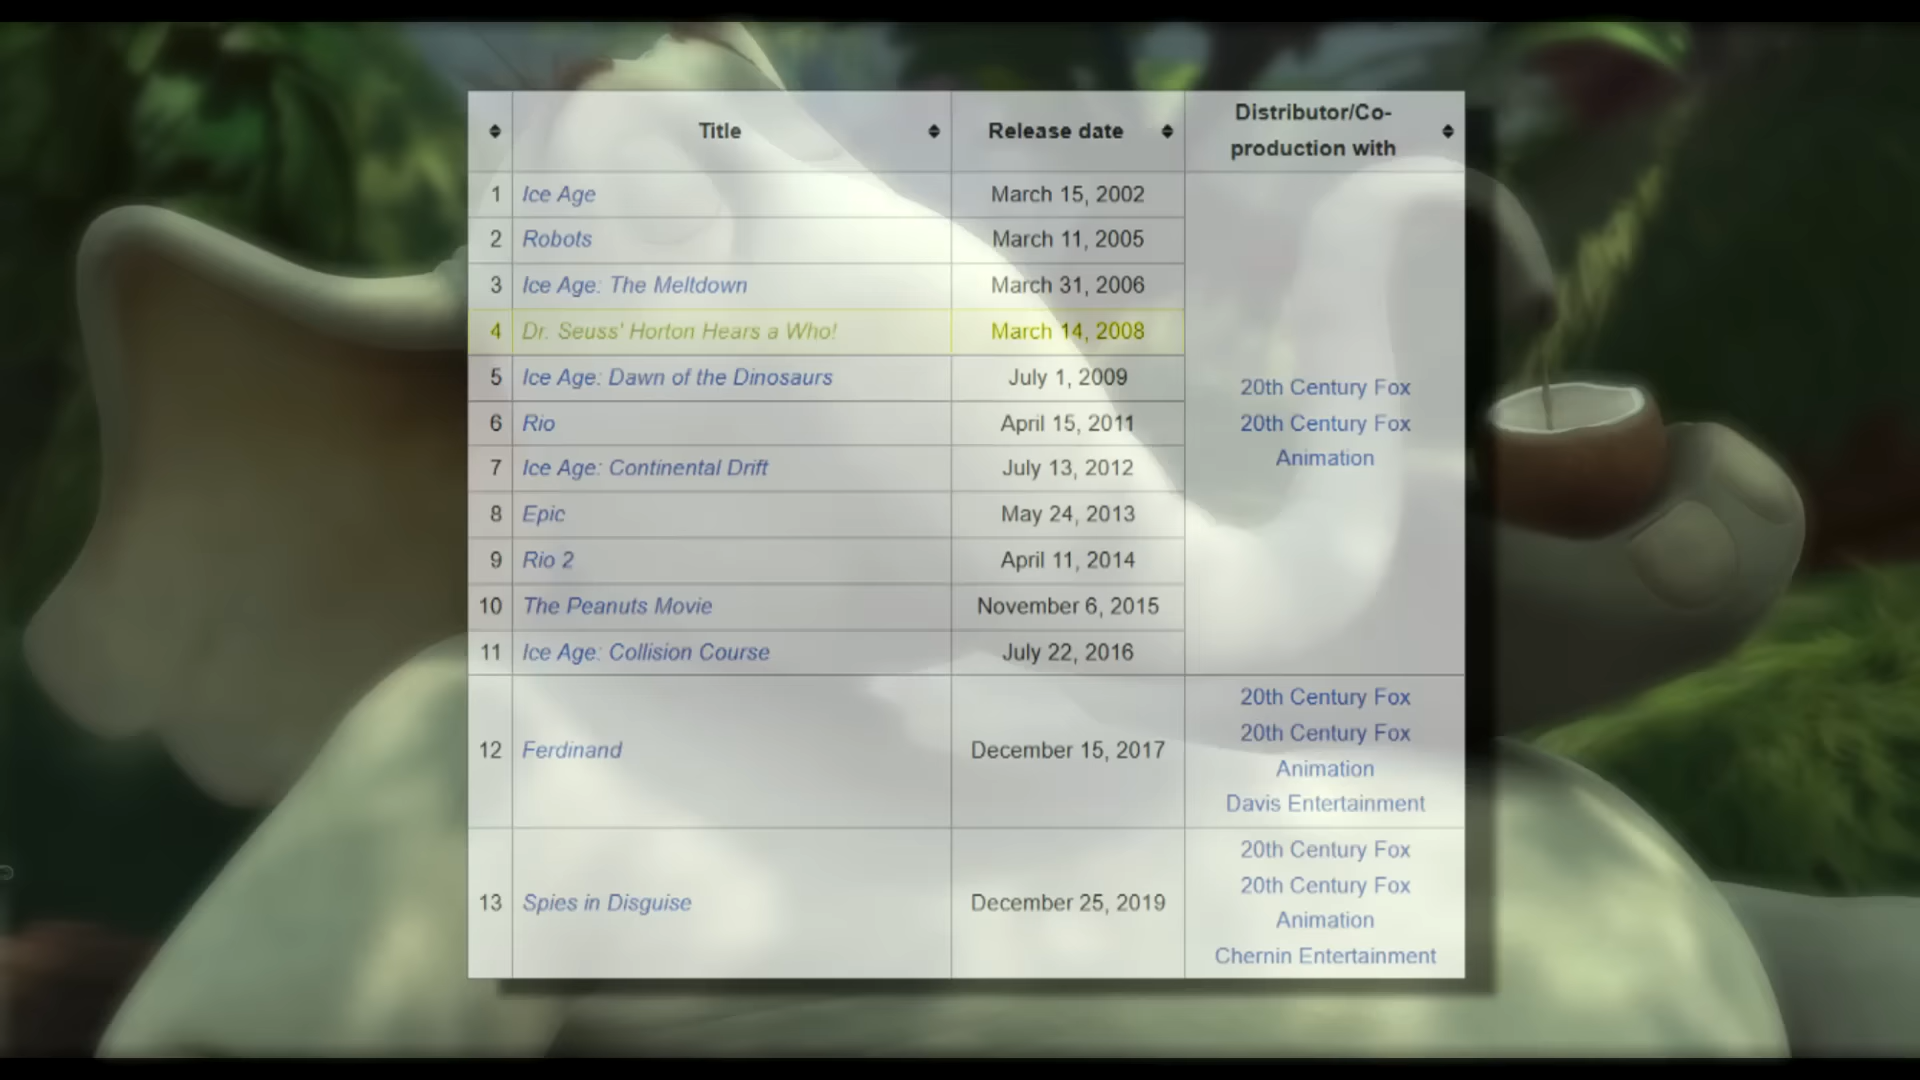 Title Release date Distributor/Co-
production with
1 Ice Age March 15, 2002
2 Robots March 11, 2005
3 Ice Age: The Meltdown March 31, 2006
4 Dr. Seuss' Horton Hears a Who! March 14, 2008
5 Ice Age: Dawn of the Dinosaurs July 1, 2009
6 Rio April 15, 2011
7 Ice Age: Continental Drift July 13, 2012
8 Epic May 24, 2013
9 Rio 2 April 11, 2014
10 The Peanuts Movie November 6, 2015
11 Ice Age: Collision Course July 22, 2016
20th Century Fox
20th Century Fox
Animation
12 Ferdinand December 15, 2017
20th Century Fox
20th Century Fox
Animation
Davis Entertainment
13 Spies in Disguise December 25, 2019
20th Century Fox
20th Century Fox
Animation
Chernin Entertainment